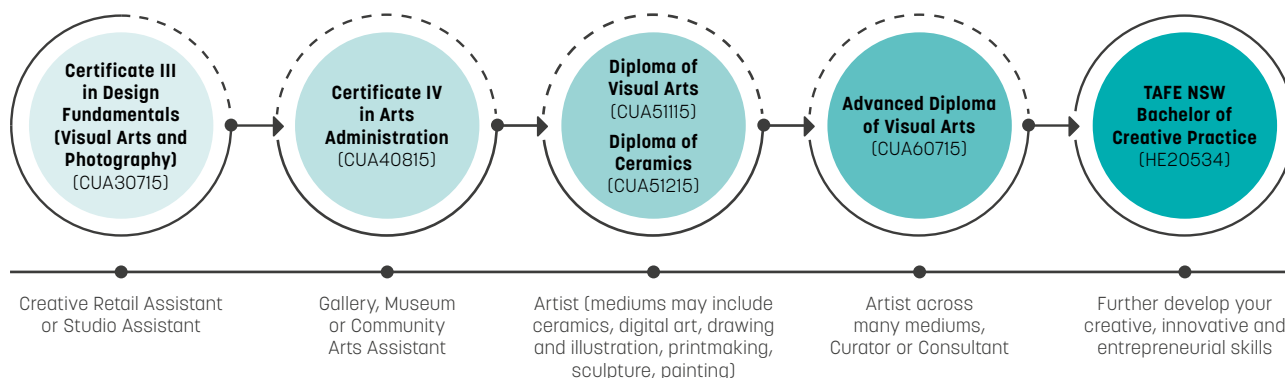 Certificate III
in Design
Fundamentals
(Visual Arts and
Photography)
(CUA30715)
Certificate IV
in Arts
Administration
(CUA40815)
Diploma of
Visual Arts
(CUA51115)
Diploma of
Ceramics
(CUA51215)
Advanced Diploma
of Visual Arts
(CUA60715)
TAFE NSW
Bachelor of
Creative Practice
(HE20534)
Creative Retail Assistant
or Studio Assistant
Gallery, Museum
or Community
Arts Assistant
Artist (mediums may include
ceramics, digital art, drawing
and illustration, printmaking,
sculpture, painting)
Artist across
many mediums,
Curator or Consultant
Further develop your
creative, innovative and
entrepreneurial skills